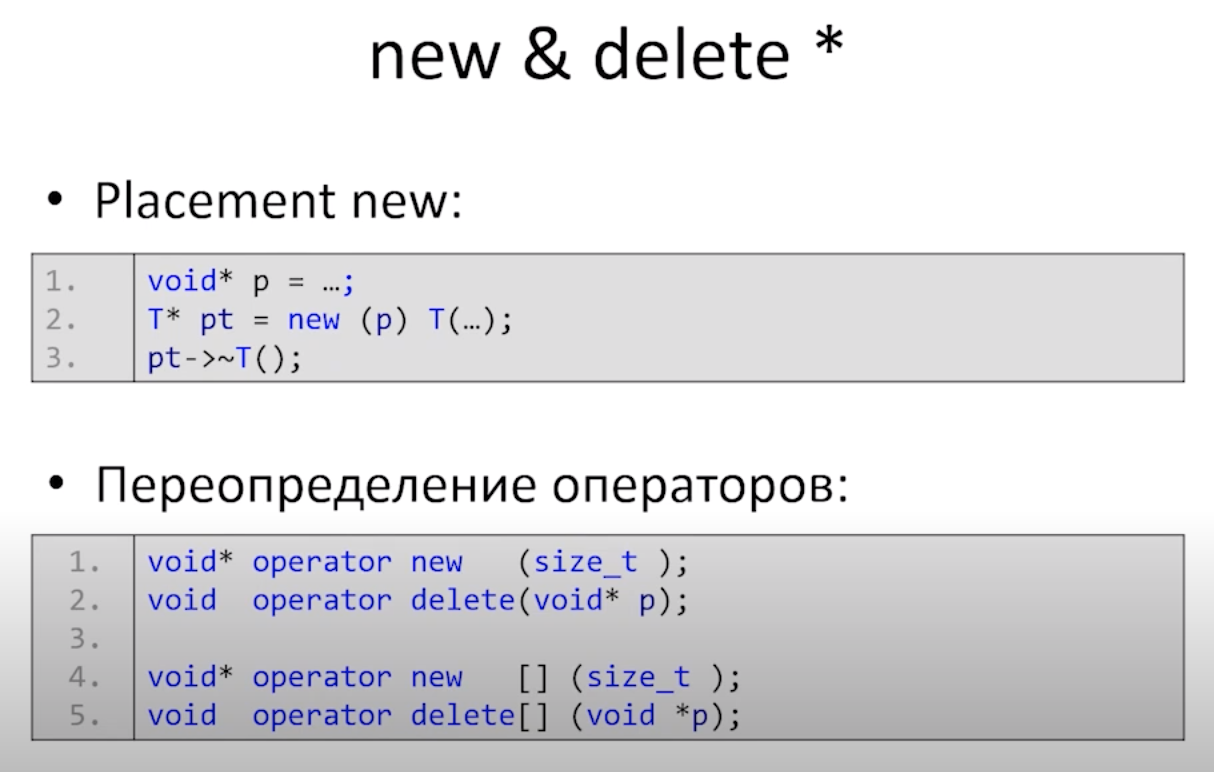 new & delete *
• Placement new:
1. void* p = …;
2. T* pt = new (p) T(…);
3. pt->~T();
• Переопределение операторов:
1. void* operator new   (size_t );
2. void  operator delete(void* p);
3.
4. void* operator new   [] (size_t );
5. void  operator delete[] (void *p);